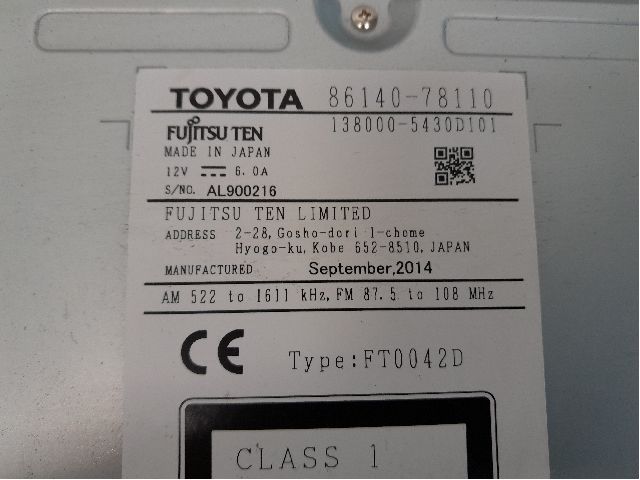 TOYOTA 86140-78110
138000-5430D101
FUJITSU TEN
MADE IN JAPAN
12V 6.0A
S/NO. AL900216
FUJITSU TEN LIMITED
ADDRESS 2-28, Gosho-dori 1-chome
Hyogo-ku, Kobe 652-8510, JAPAN
MANUFACTURED September,2014
AM 522 to 1611 kHz, FM 87.5 to 108 MHz
CE Type:FT0042D
CLASS 1